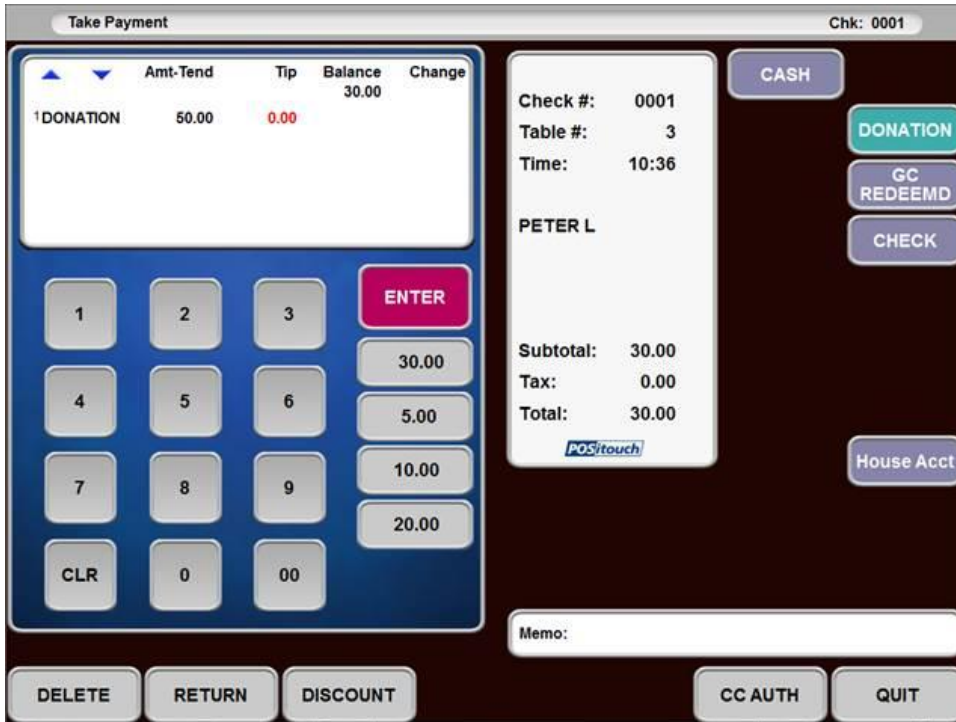 Take Payment Chk: 0001
Amt-Tend Tip Balance Change
30.00
1 DONATION 50.00 0.00
1 2 3 ENTER
30.00
4 5 6 5.00
7 8 9 10.00
20.00
CLR 0 00
Check #: 0001
Table #: 3
Time: 10:36
PETER L
Subtotal: 30.00
Tax: 0.00
Total: 30.00
POSitouch
CASH
DONATION
GC
REDEEMD
CHECK
House Acct
Memo:
DELETE RETURN DISCOUNT CC AUTH QUIT